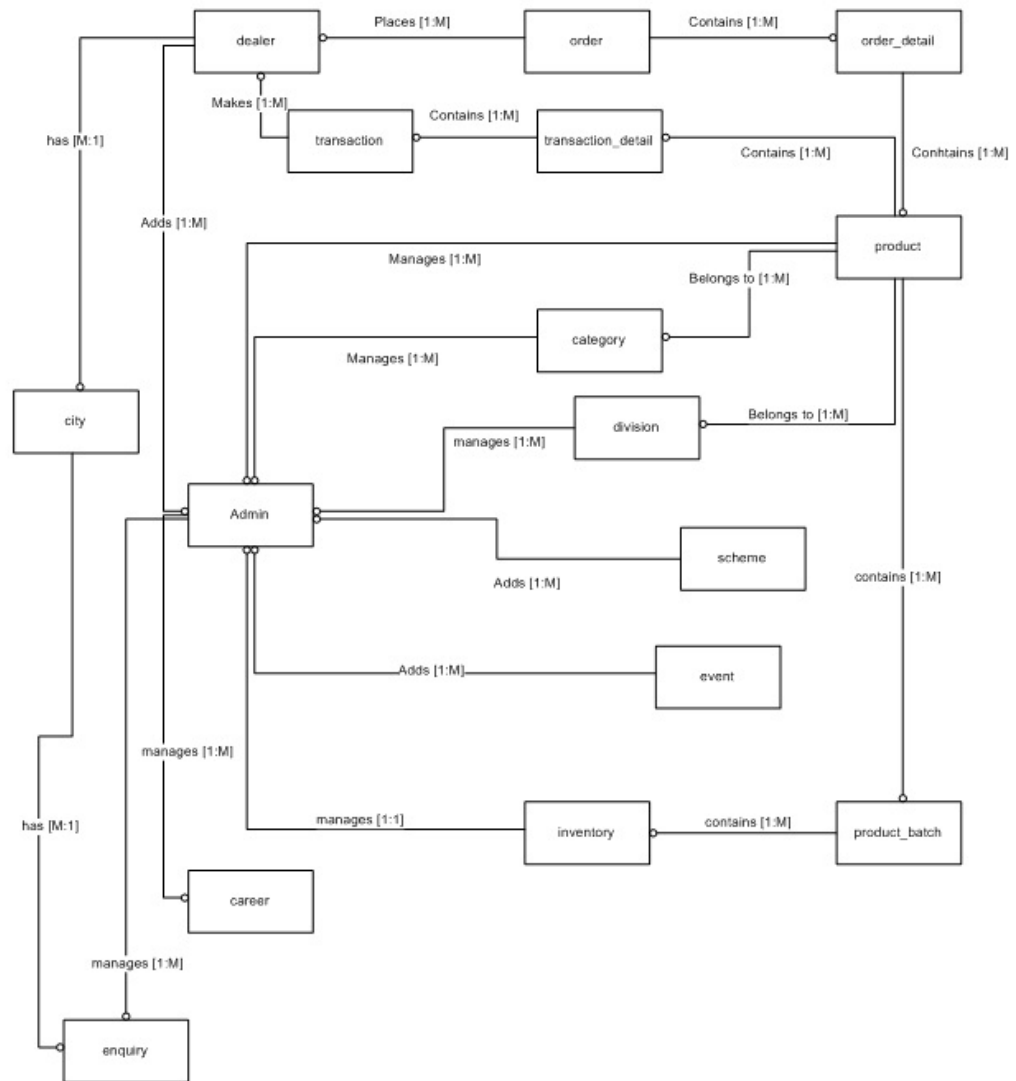 Places [1:M]
Contains [1:M]
dealer
order
order_detail
Makes [1:M]
Contains [1:M]
has [M:1]
transaction
transaction_detail
Contains [1:M]
Conhtains [1:M]
Adds [1:M]
product
Manages [1:M]
Belongs to [1:M]
category
Manages [1:M]
city
Belongs to [1:M]
division
manages [1:M]
Admin
scheme
contains [1:M]
Adds [1:M]
Adds [1:M]
event
manages [1:M]
has [M:1]
manages [1:1]
inventory
contains [1:M]
product_batch
career
manages [1:M]
enquiry